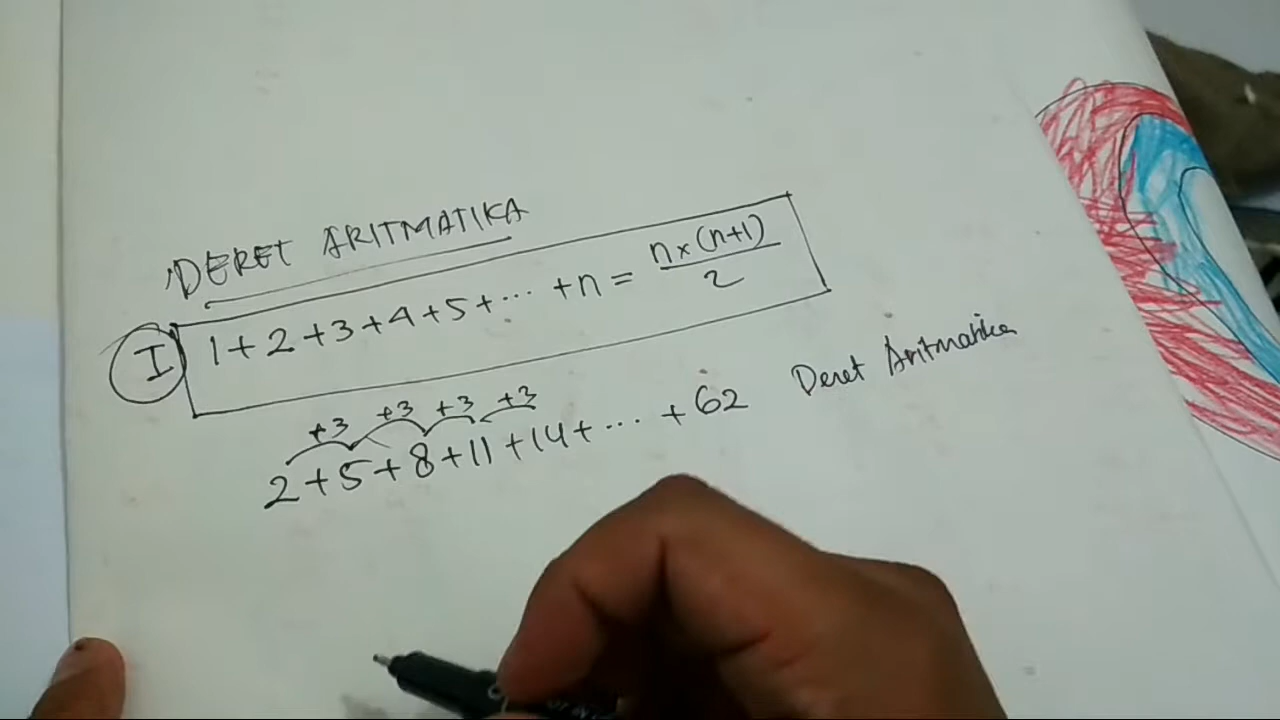 DERET ARITMATIKA
I 1+2+3+4+5+... +n = n×(n+1)/2
+3 +3 +3 +3
2+5+8+11+14+... +62 Deret Aritmatika